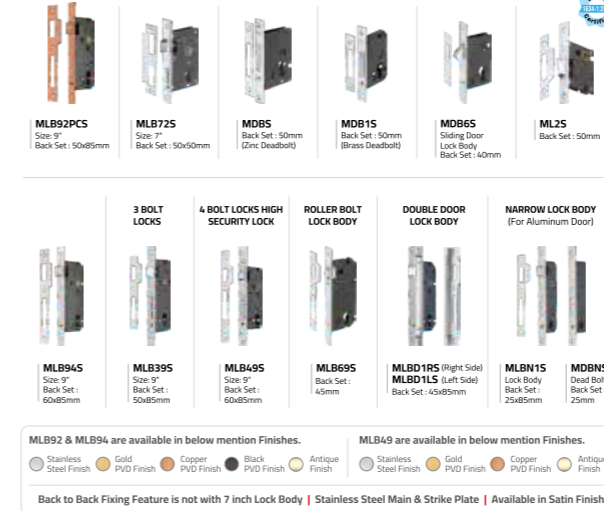 1634-1:2
Certifi
MLB92PCS
Size: 9"
Back Set : 50x85mm
MLB72S
Size: 7"
Back Set : 50x50mm
MDBS
Back Set : 50mm
(Zinc Deadbolt)
MDB1S
Back Set : 50mm
(Brass Deadbolt)
MDB6S
Sliding Door
Lock Body
Back Set : 40mm
ML2S
Back Set : 50mm
3 BOLT
LOCKS
4 BOLT LOCKS HIGH
SECURITY LOCK
ROLLER BOLT
LOCK BODY
DOUBLE DOOR
LOCK BODY
NARROW LOCK BODY
(For Aluminum Door)
MLB94S
Size: 9"
Back Set :
60x85mm
MLB39S
Size: 9"
Back Set :
50x85mm
MLB49S
Size: 9"
Back Set :
60x85mm
MLB69S
Back Set :
45mm
MLBD1RS (Right Side)
MLBD1LS (Left Side)
Back Set : 45x85mm
MLBN1S
Lock Body
Back Set :
25x85mm
MDBNS
Dead Bolt
Back Set
25mm
MLB92 & MLB94 are available in below mention Finishes.
Stainless
Steel Finish
Gold
PVD Finish
Copper
PVD Finish
Black
PVD Finish
Antique
Finish
MLB49 are available in below mention Finishes.
Stainless
Steel Finish
Gold
PVD Finish
Copper
PVD Finish
Antique
Finish
Back to Back Fixing Feature is not with 7 inch Lock Body | Stainless Steel Main & Strike Plate | Available in Satin Finish